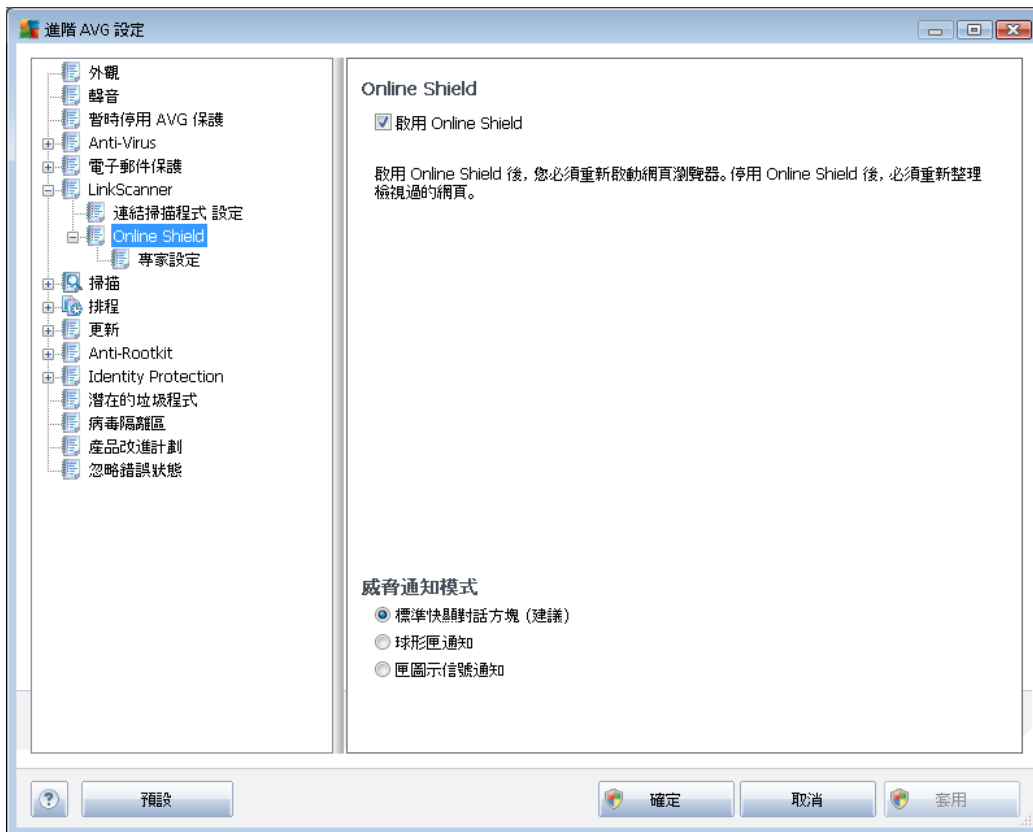 進階 AVG 設定
外觀
聲音
暫時停用 AVG 保護
Anti-Virus
電子郵件保護
LinkScanner
連結掃描程式 設定
Online Shield
專家設定
掃描
排程
更新
Anti-Rootkit
Identity Protection
潛在的垃圾程式
病毒隔離區
產品改進計劃
忽略錯誤狀態
Online Shield
啟用 Online Shield
啟用 Online Shield 後，您必須重新啟動網頁瀏覽器。停用 Online Shield 後，必須重新整理
檢視過的網頁。
威脅通知模式
標準快顯對話方塊 (建議)
球形匣通知
匣圖示信號通知
?
預設
確定
取消
套用